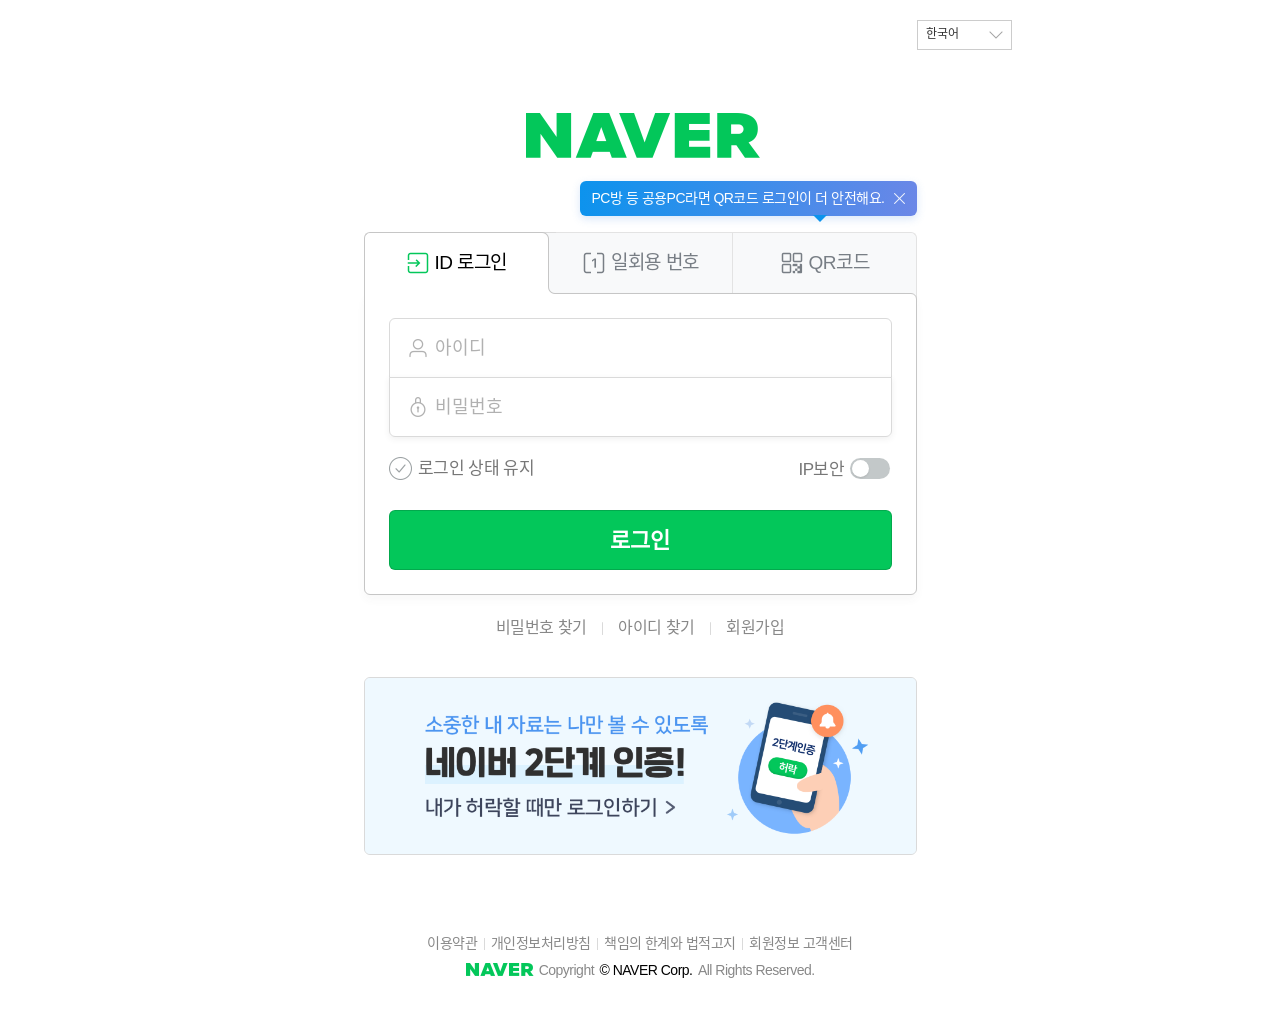 한국어
NAVER
PC방 등 공용PC라면 QR코드 로그인이 더 안전해요.
ID 로그인
일회용 번호
QR코드
아이디
비밀번호
로그인 상태 유지
IP보안
로그인
비밀번호 찾기
아이디 찾기
회원가입
소중한 내 자료는 나만 볼 수 있도록
네이버 2단계 인증!
내가 허락할 때만 로그인하기 >
2단계인증
허락
이용약관 개인정보처리방침 책임의 한계와 법적고지 회원정보 고객센터
NAVER Copyright © NAVER Corp. All Rights Reserved.